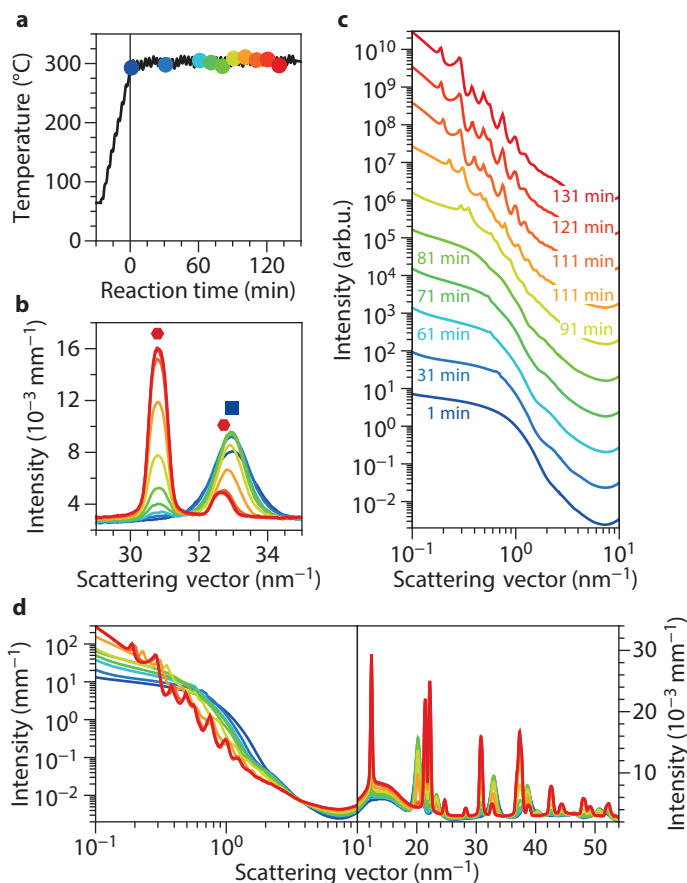 a
Temperature (°C)
300
200
100
0
0
60
120
Reaction time (min)
b
Intensity (10⁻³ mm⁻¹)
16
12
8
4
30
32
34
Scattering vector (nm⁻¹)
c
Intensity (arb.u.)
10¹⁰
10⁹
10⁸
10⁷
10⁶
10⁵
10⁴
10³
10²
10¹
10⁰
10⁻¹
10⁻²
131 min
121 min
111 min
111 min
91 min
81 min
71 min
61 min
31 min
1 min
10⁻¹
10⁰
10¹
Scattering vector (nm⁻¹)
d
Intensity (mm⁻¹)
10²
10¹
10⁰
10⁻¹
10⁻²
10⁻¹
10⁰
10¹
20
30
40
50
Scattering vector (nm⁻¹)
30
20
10
Intensity (10⁻³ mm⁻¹)